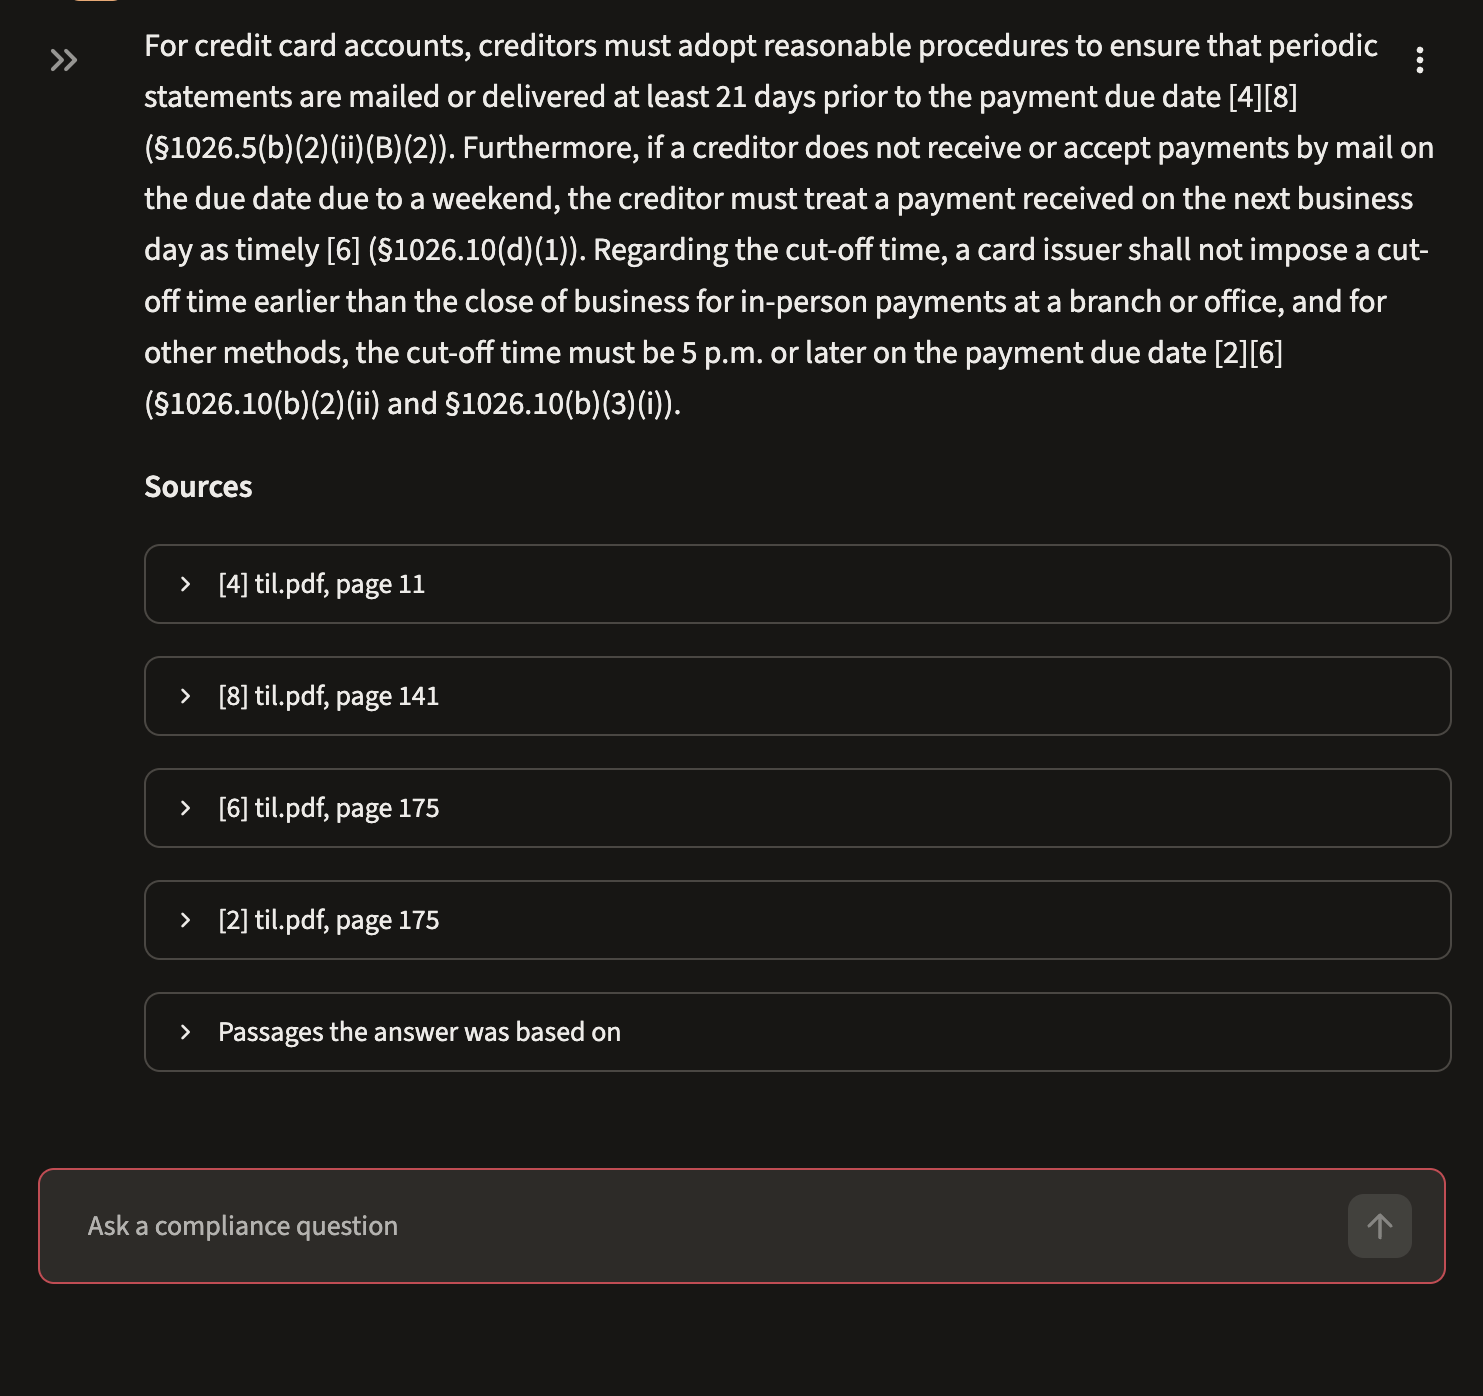 For credit card accounts, creditors must adopt reasonable procedures to ensure that periodic
statements are mailed or delivered at least 21 days prior to the payment due date [4][8]
(§1026.5(b)(2)(ii)(B)(2)). Furthermore, if a creditor does not receive or accept payments by mail on
the due date due to a weekend, the creditor must treat a payment received on the next business
day as timely [6] (§1026.10(d)(1)). Regarding the cut-off time, a card issuer shall not impose a cut-
off time earlier than the close of business for in-person payments at a branch or office, and for
other methods, the cut-off time must be 5 p.m. or later on the payment due date [2][6]
(§1026.10(b)(2)(ii) and §1026.10(b)(3)(i)).
Sources
[4] til.pdf, page 11
[8] til.pdf, page 141
[6] til.pdf, page 175
[2] til.pdf, page 175
Passages the answer was based on
Ask a compliance question